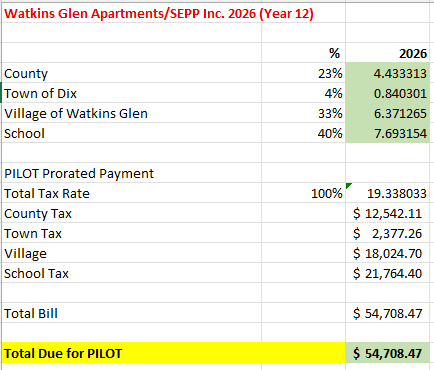 Watkins Glen Apartments/SEPP Inc. 2026 (Year 12)
% 2026
County 23% 4.433313
Town of Dix 4% 0.840301
Village of Watkins Glen 33% 6.371265
School 40% 7.693154
PILOT Prorated Payment
Total Tax Rate 100% 19.338033
County Tax $ 12,542.11
Town Tax $ 2,377.26
Village $ 18,024.70
School Tax $ 21,764.40
Total Bill $ 54,708.47
Total Due for PILOT $ 54,708.47